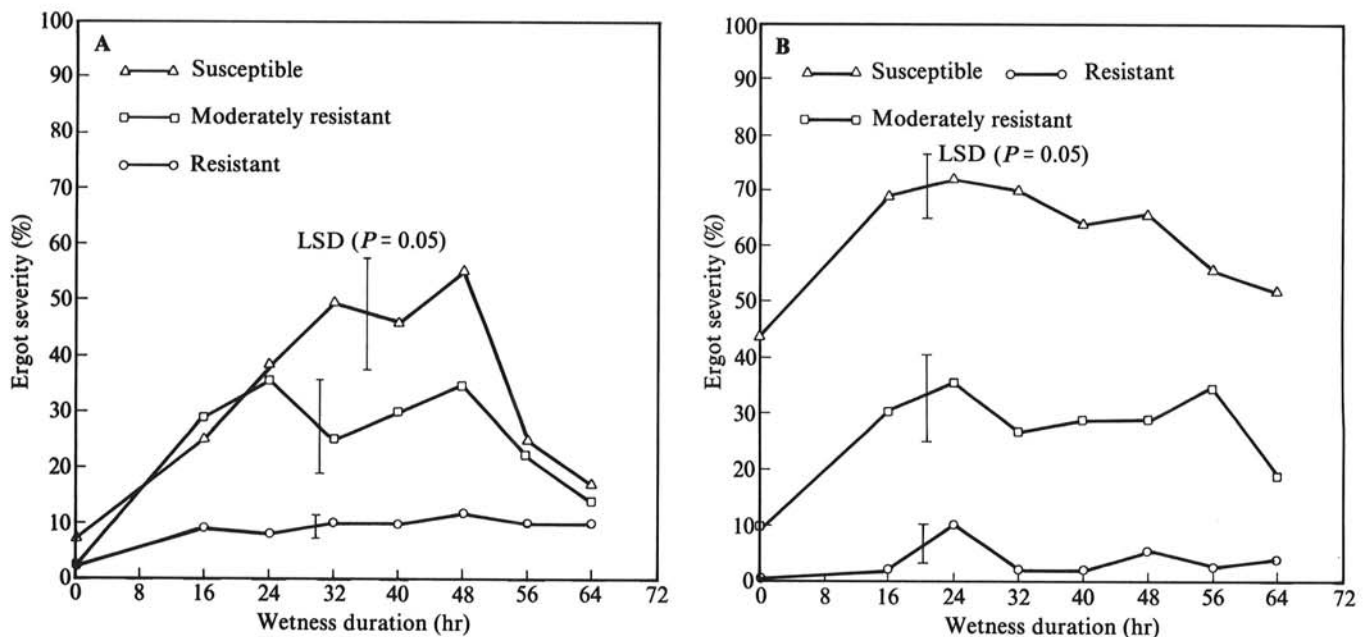 A
Susceptible
Moderately resistant
Resistant
LSD (P = 0.05)
Ergot severity (%)
100
90
80
70
60
50
40
30
20
10
0
0 8 16 24 32 40 48 56 64 72
Wetness duration (hr)
B
Susceptible Resistant
Moderately resistant
LSD (P = 0.05)
Ergot severity (%)
100
90
80
70
60
50
40
30
20
10
0
0 8 16 24 32 40 48 56 64 72
Wetness duration (hr)